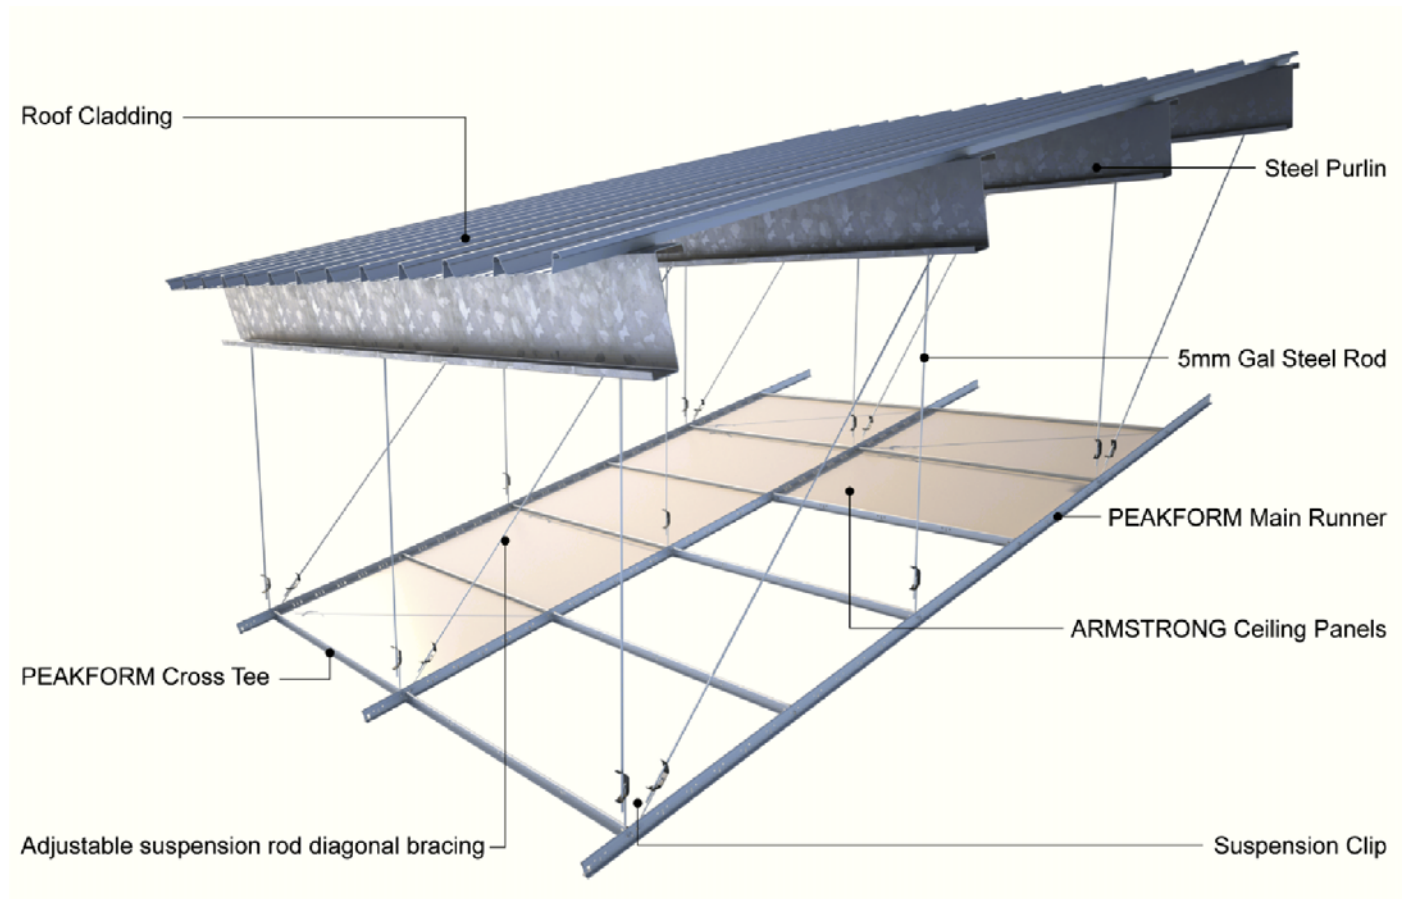 Roof Cladding
Steel Purlin
5mm Gal Steel Rod
PEAKFORM Main Runner
ARMSTRONG Ceiling Panels
PEAKFORM Cross Tee
Adjustable suspension rod diagonal bracing
Suspension Clip